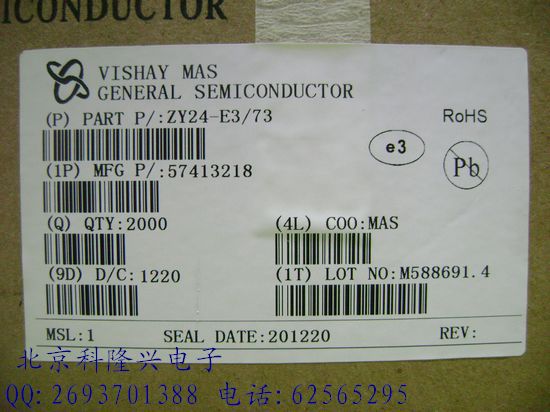 ICONDUCTOR
VISHAY MAS
GENERAL SEMICONDUCTOR
(P) PART P/:ZY24-E3/73
RoHS
e3
Pb
(1P) MFG P/:57413218
(Q) QTY:2000
(4L) COO:MAS
(9D) D/C:1220
(1T) LOT NO:M588691.4
MSL:1 SEAL DATE:201220 REV:
北京科隆兴电子
QQ: 2693701388 电话: 62565295